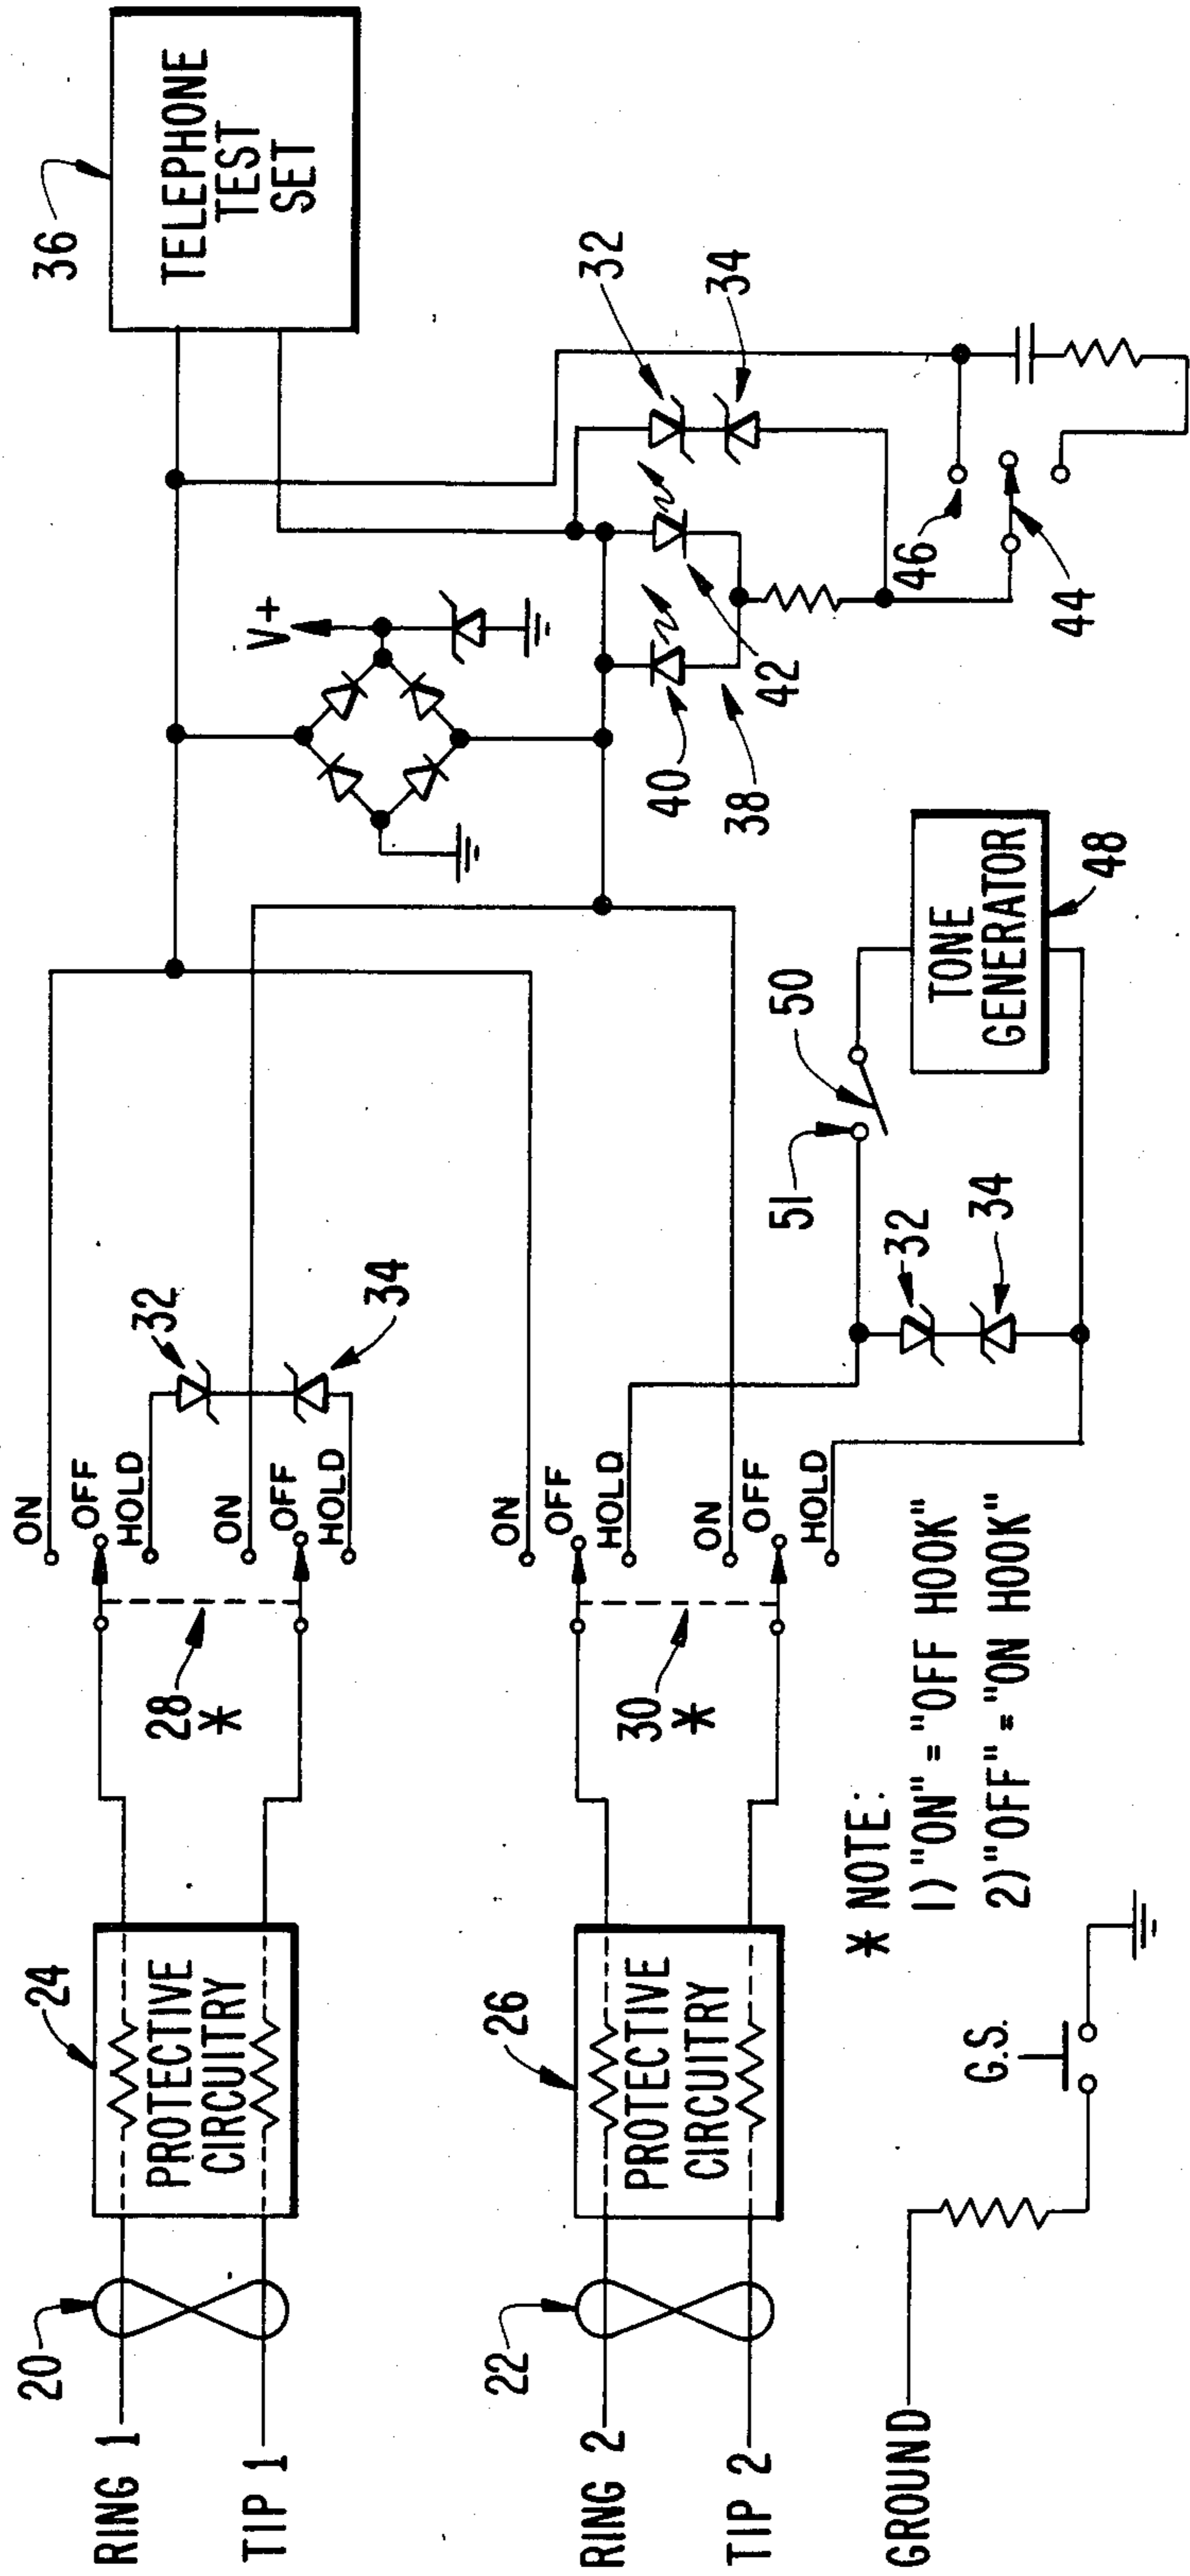 RING 1
TIP 1
20
24
PROTECTIVE
CIRCUITRY
28
*
ON
OFF
HOLD
ON
OFF
HOLD
32
34
V+
36
TELEPHONE
TEST
SET
32
34
40
38
42
46
44
RING 2
TIP 2
22
26
PROTECTIVE
CIRCUITRY
30
*
ON
OFF
HOLD
ON
OFF
HOLD
51
50
32
34
TONE
GENERATOR
48
GROUND
G.S.
* NOTE:
1) "ON" = "OFF HOOK"
2) "OFF" = "ON HOOK"